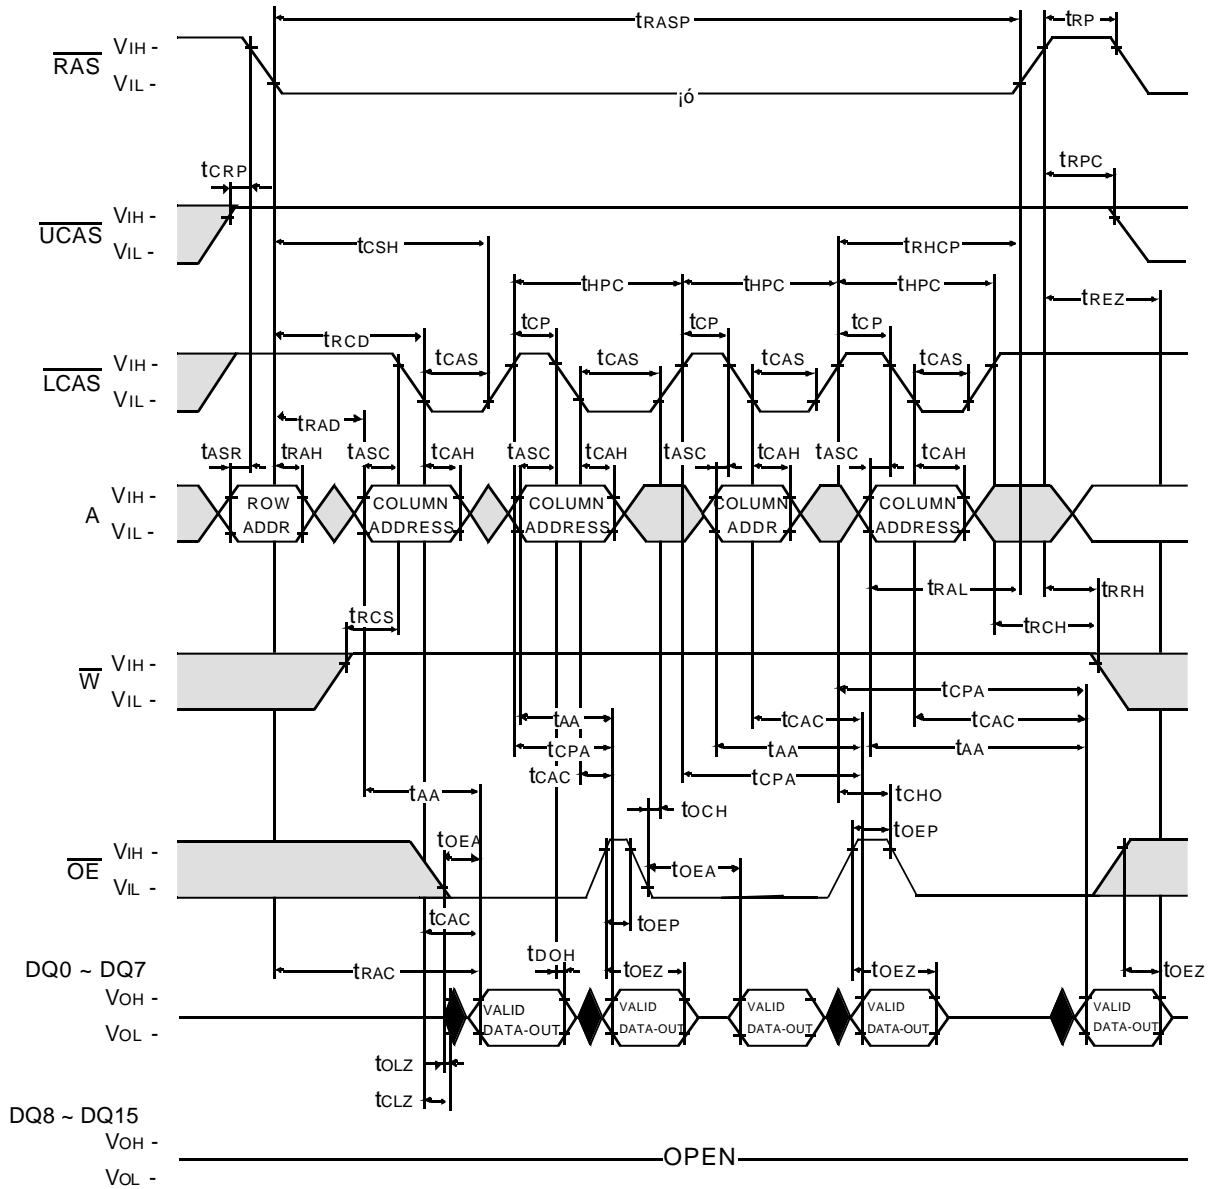 tRASP
tRP
RAS
VIH -
VIL -
¡ó
tCRP
tRPC
UCAS
VIH -
VIL -
tCSH
tRHCP
tHPC
tHPC
tHPC
tREZ
tRCD
tCP
tCP
tCP
LCAS
VIH -
VIL -
tCAS
tCAS
tCAS
tCAS
tRAD
tASR
tRAH
tASC
tCAH
tASC
tCAH
tASC
tCAH
tASC
tCAH
A
VIH -
VIL -
ROW
ADDR
COLUMN
ADDRESS
COLUMN
ADDRESS
COLUMN
ADDR
COLUMN
ADDRESS
tRAL
tRRH
tRCS
tRCH
W
VIH -
VIL -
tCPA
tAA
tCAC
tCAC
tCPA
tAA
tAA
tCAC
tCPA
tAA
tOCH
tCHO
tOEA
tOEP
OE
VIH -
VIL -
tOEA
tCAC
tOEP
tDOH
DQ0 ~ DQ7
tRAC
tOEZ
tOEZ
tOEZ
VOH -
VOL -
VALID
DATA-OUT
VALID
DATA-OUT
VALID
DATA-OUT
VALID
DATA-OUT
VALID
DATA-OUT
tOLZ
tCLZ
DQ8 ~ DQ15
VOH -
OPEN
VOL -